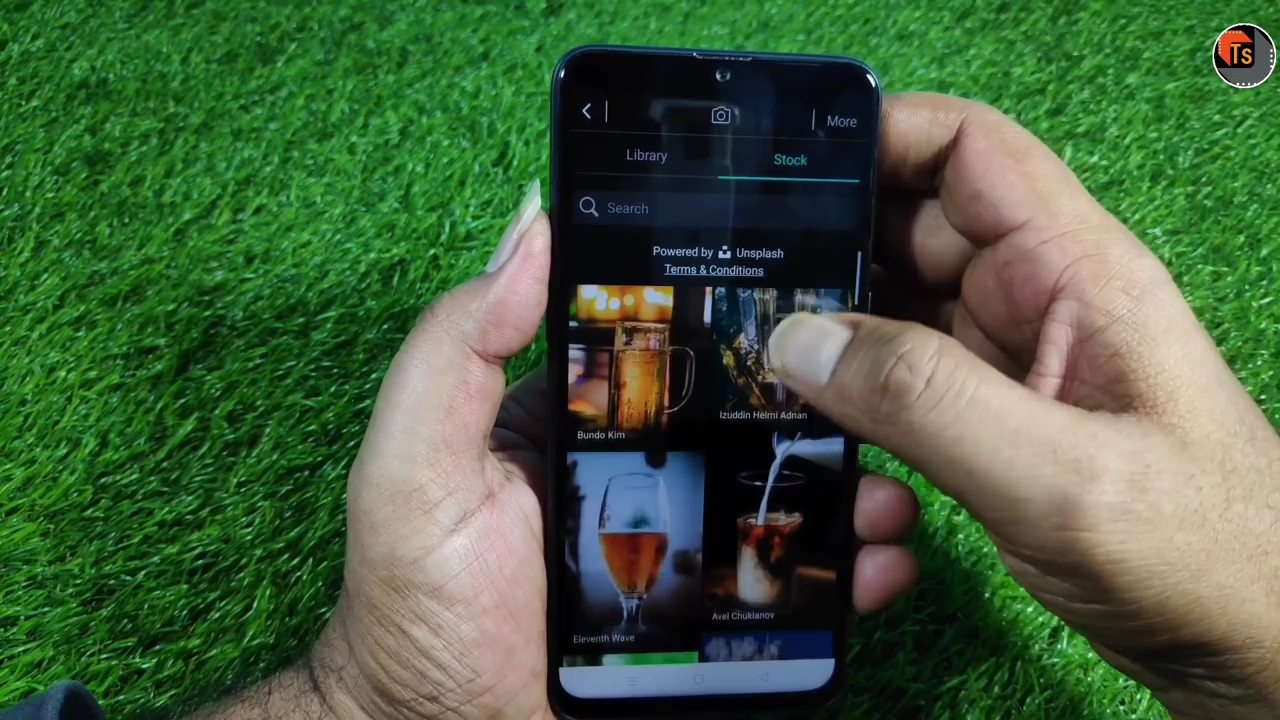 Ts
More
Library
Stock
Search
Powered by Unsplash
Terms & Conditions
Izuddin Helmi Adnan
Bundo Kim
Avel Chuklanov
Eleventh Wave